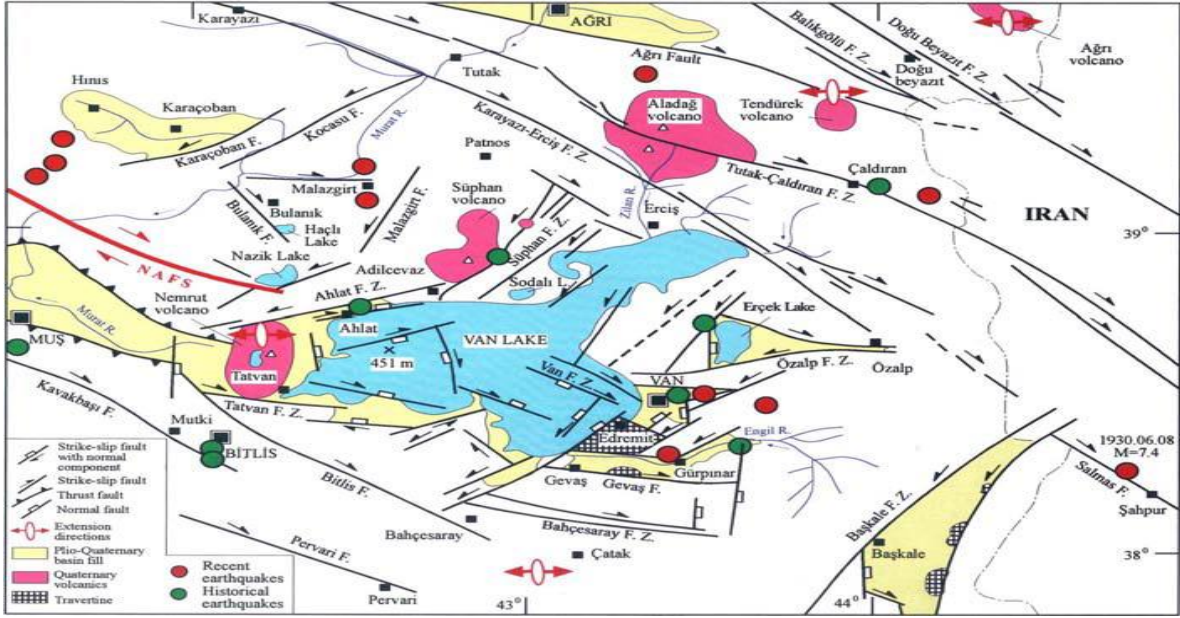 Karayazı
AĞRI
Ağrı Fault
Balıkgölü F. Z.
Doğu Beyazıt F. Z.
Ağrı
volcano
Tutak
Doğu
beyazıt
Hınıs
Karaçoban
Karaçoban F.
Kocasu F.
Murat R.
Karayazı-Erciş F. Z.
Aladağ
volcano
Tendürek
volcano
Patnos
Tutak-Çaldıran F. Z.
Çaldıran
Malazgirt
Malazgirt F.
Süphan
volcano
Zilan R.
Erciş
IRAN
Bulanık
Bulanık F.
Haçlı
Lake
Nazik Lake
Süphan F. Z.
39°
NAFS
Nemrut
volcano
Adilcevaz
Ahlat F. Z.
Sodalı L.
Erçek Lake
Murat R.
MUŞ
Ahlat
VAN LAKE
451 m
Özalp F. Z.
Özalp
Tatvan
Van F. Z.
VAN
Kavakbaşı F.
Tatvan F. Z.
Mutki
BİTLİS
Edremit
Engil R.
Gürpınar
Gevaş
Gevaş F.
Bitlis F.
1930.06.08
M=7.4
Salmas F.
Şahpur
Bahçesaray
Bahçesaray F. Z.
Başkale F. Z.
Başkale
Çatak
38°
Pervari F.
Pervari
43°
44°
Strike-slip fault
with normal
component
Strike-slip fault
Thrust fault
Normal fault
Extension
directions
Plio-Quaternary
basin fill
Quaternary
volcanics
Travertine
Recent
earthquakes
Historical
earthquakes